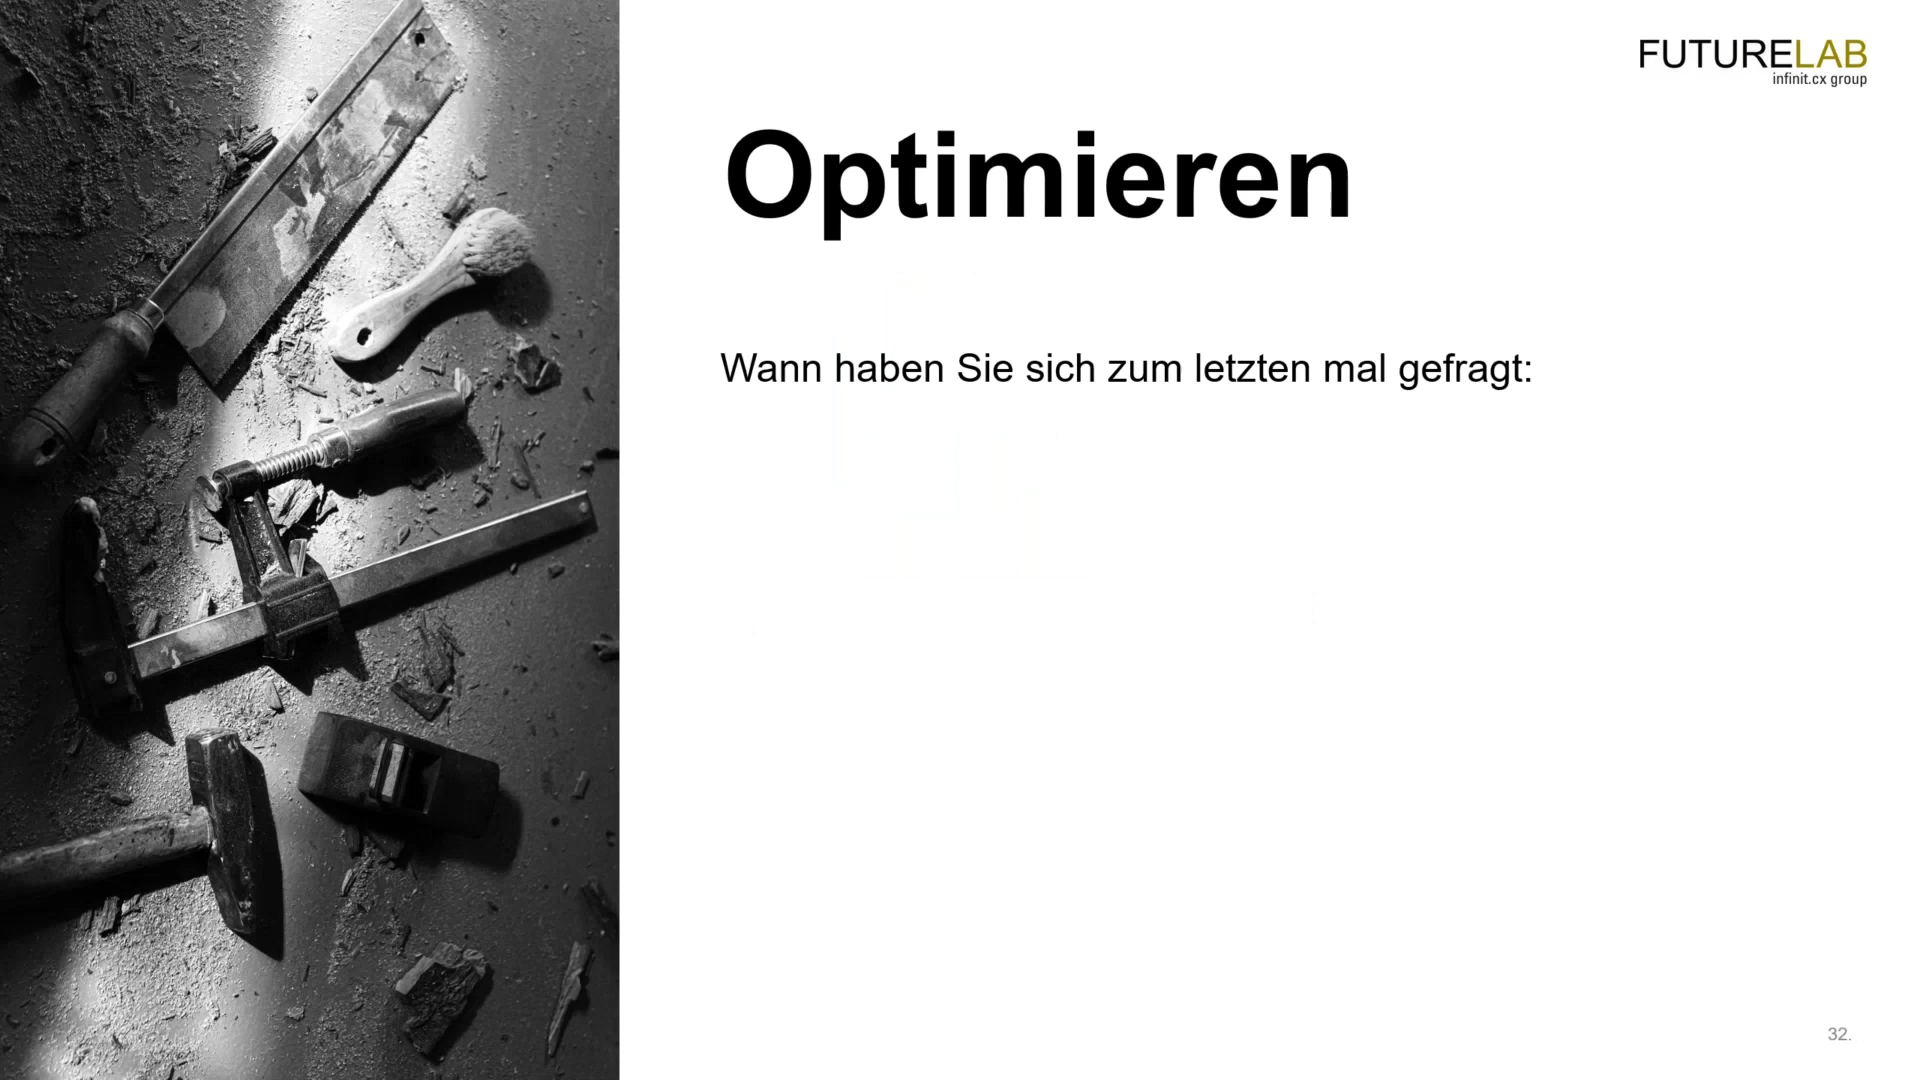 FUTURELAB
infinit.cx group
Optimieren
Wann haben Sie sich zum letzten mal gefragt:
32.